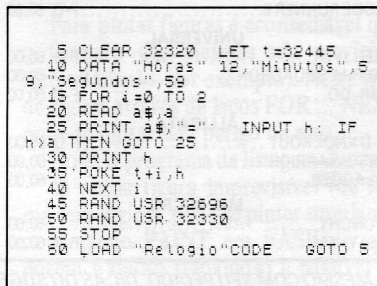 5 CLEAR 32320 LET t=32445
10 DATA "Horas" 12,"Minutos",5
9,"Segundos",59
15 FOR i=0 TO 2
20 READ a$,a
25 PRINT a$;"=" INPUT h: IF
h>a THEN GOTO 25
30 PRINT h
35 POKE t+i,h
40 NEXT i
45 RAND USR 32696
50 RAND USR 32330
55 STOP
60 LOAD "Relogio"CODE GOTO 5